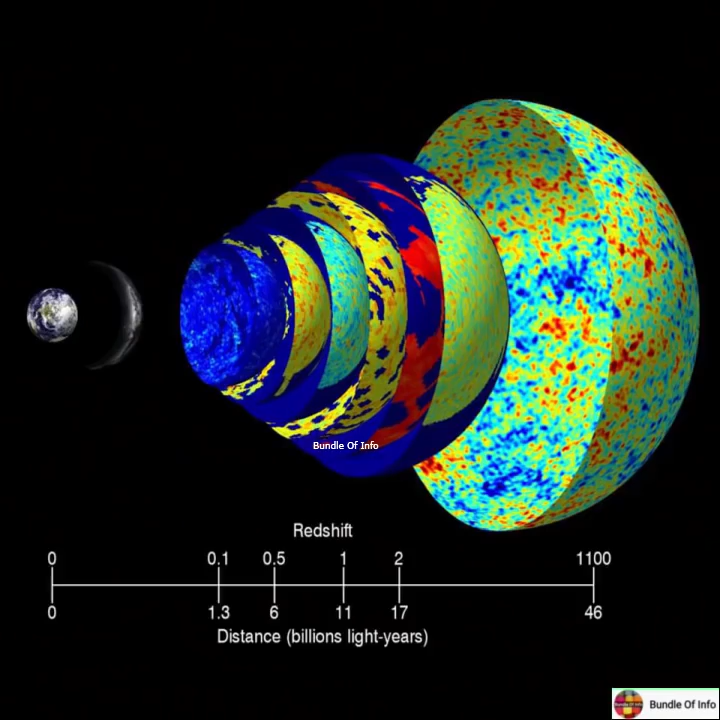 Bundle Of Info
Redshift
0 0.1 0.5 1 2 1100
0 1.3 6 11 17 46
Distance (billions light-years)
Bundle Of Info